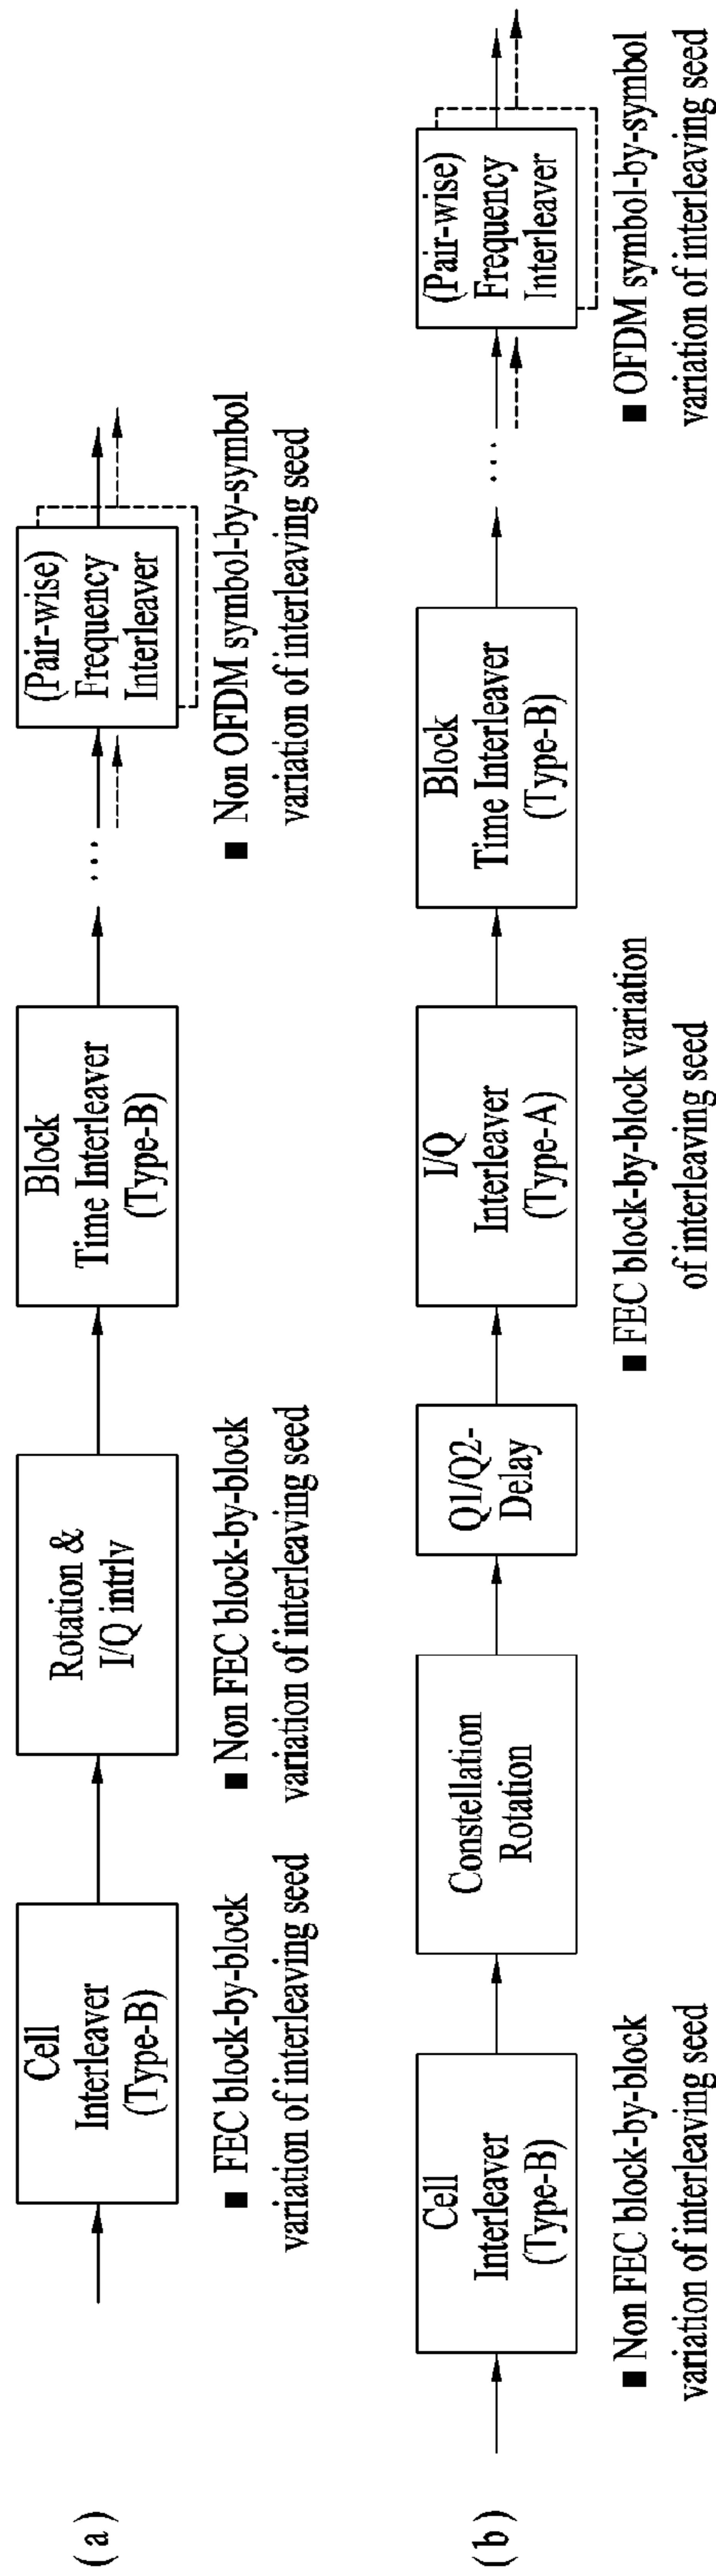 (a)
Cell
Interleaver
(Type-B)
■ FEC block-by-block
variation of interleaving seed
Rotation &
I/Q intrlv
■ Non FEC block-by-block
variation of interleaving seed
Block
Time Interleaver
(Type-B)
...
(Pair-wise)
Frequency
Interleaver
■ Non OFDM symbol-by-symbol
variation of interleaving seed
(b)
Cell
Interleaver
(Type-B)
■ Non FEC block-by-block
variation of interleaving seed
Constellation
Rotation
Q1/Q2-
Delay
I/Q
Interleaver
(Type-A)
■ FEC block-by-block variation
of interleaving seed
Block
Time Interleaver
(Type-B)
...
(Pair-wise)
Frequency
Interleaver
■ OFDM symbol-by-symbol
variation of interleaving seed